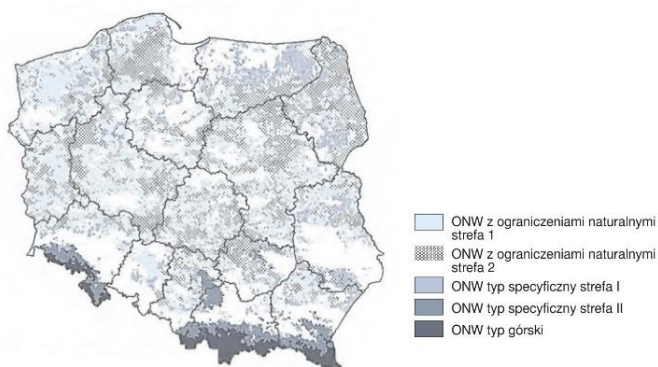 ONW z ograniczeniami naturalnymi
strefa 1
ONW z ograniczeniami naturalnymi
strefa 2
ONW typ specyficzny strefa I
ONW typ specyficzny strefa II
ONW typ górski